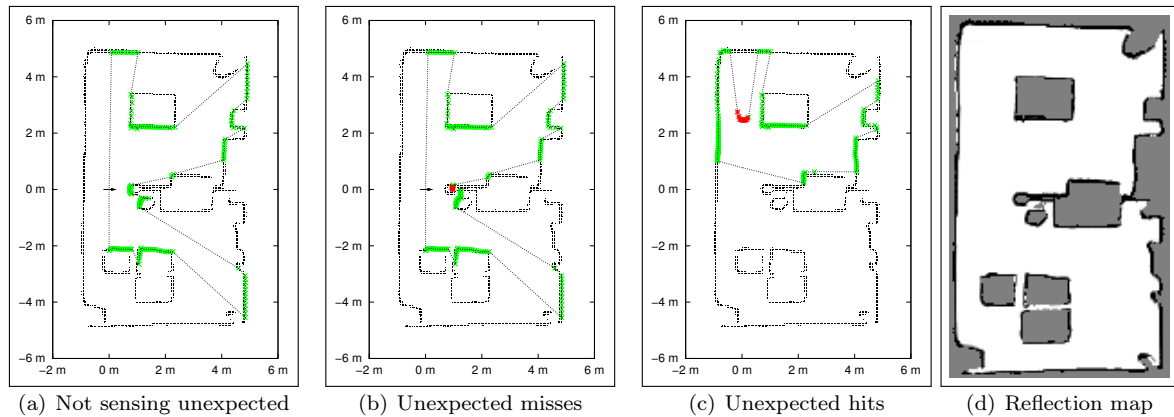 6 m
4 m
2 m
0 m
−2 m
−4 m
−6 m
−2 m 0 m 2 m 4 m 6 m
(a) Not sensing unexpected
6 m
4 m
2 m
0 m
−2 m
−4 m
−6 m
−2 m 0 m 2 m 4 m 6 m
(b) Unexpected misses
6 m
4 m
2 m
0 m
−2 m
−4 m
−6 m
−2 m 0 m 2 m 4 m 6 m
(c) Unexpected hits
(d) Reflection map